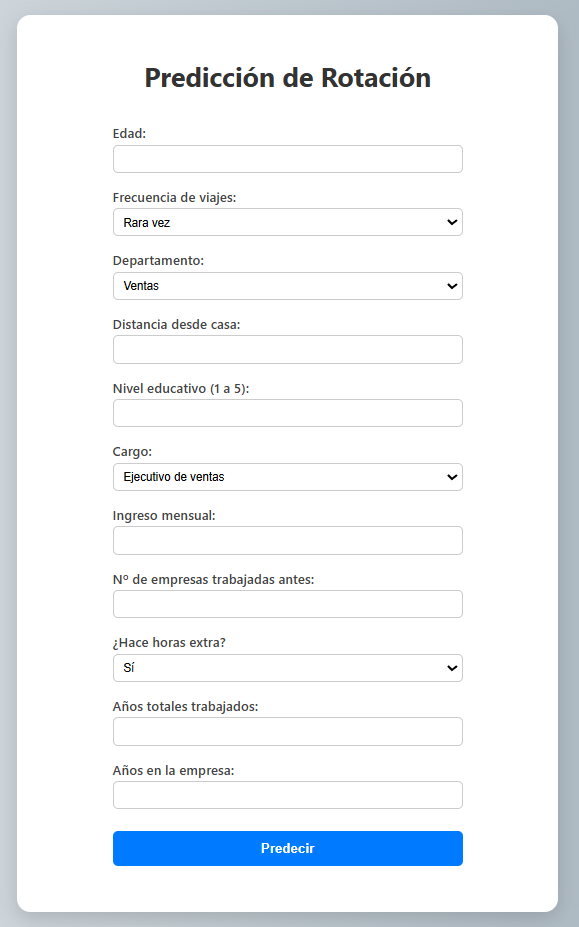 Predicción de Rotación
Edad:
Frecuencia de viajes:
Rara vez
Departamento:
Ventas
Distancia desde casa:
Nivel educativo (1 a 5):
Cargo:
Ejecutivo de ventas
Ingreso mensual:
Nº de empresas trabajadas antes:
¿Hace horas extra?
Sí
Años totales trabajados:
Años en la empresa:
Predecir